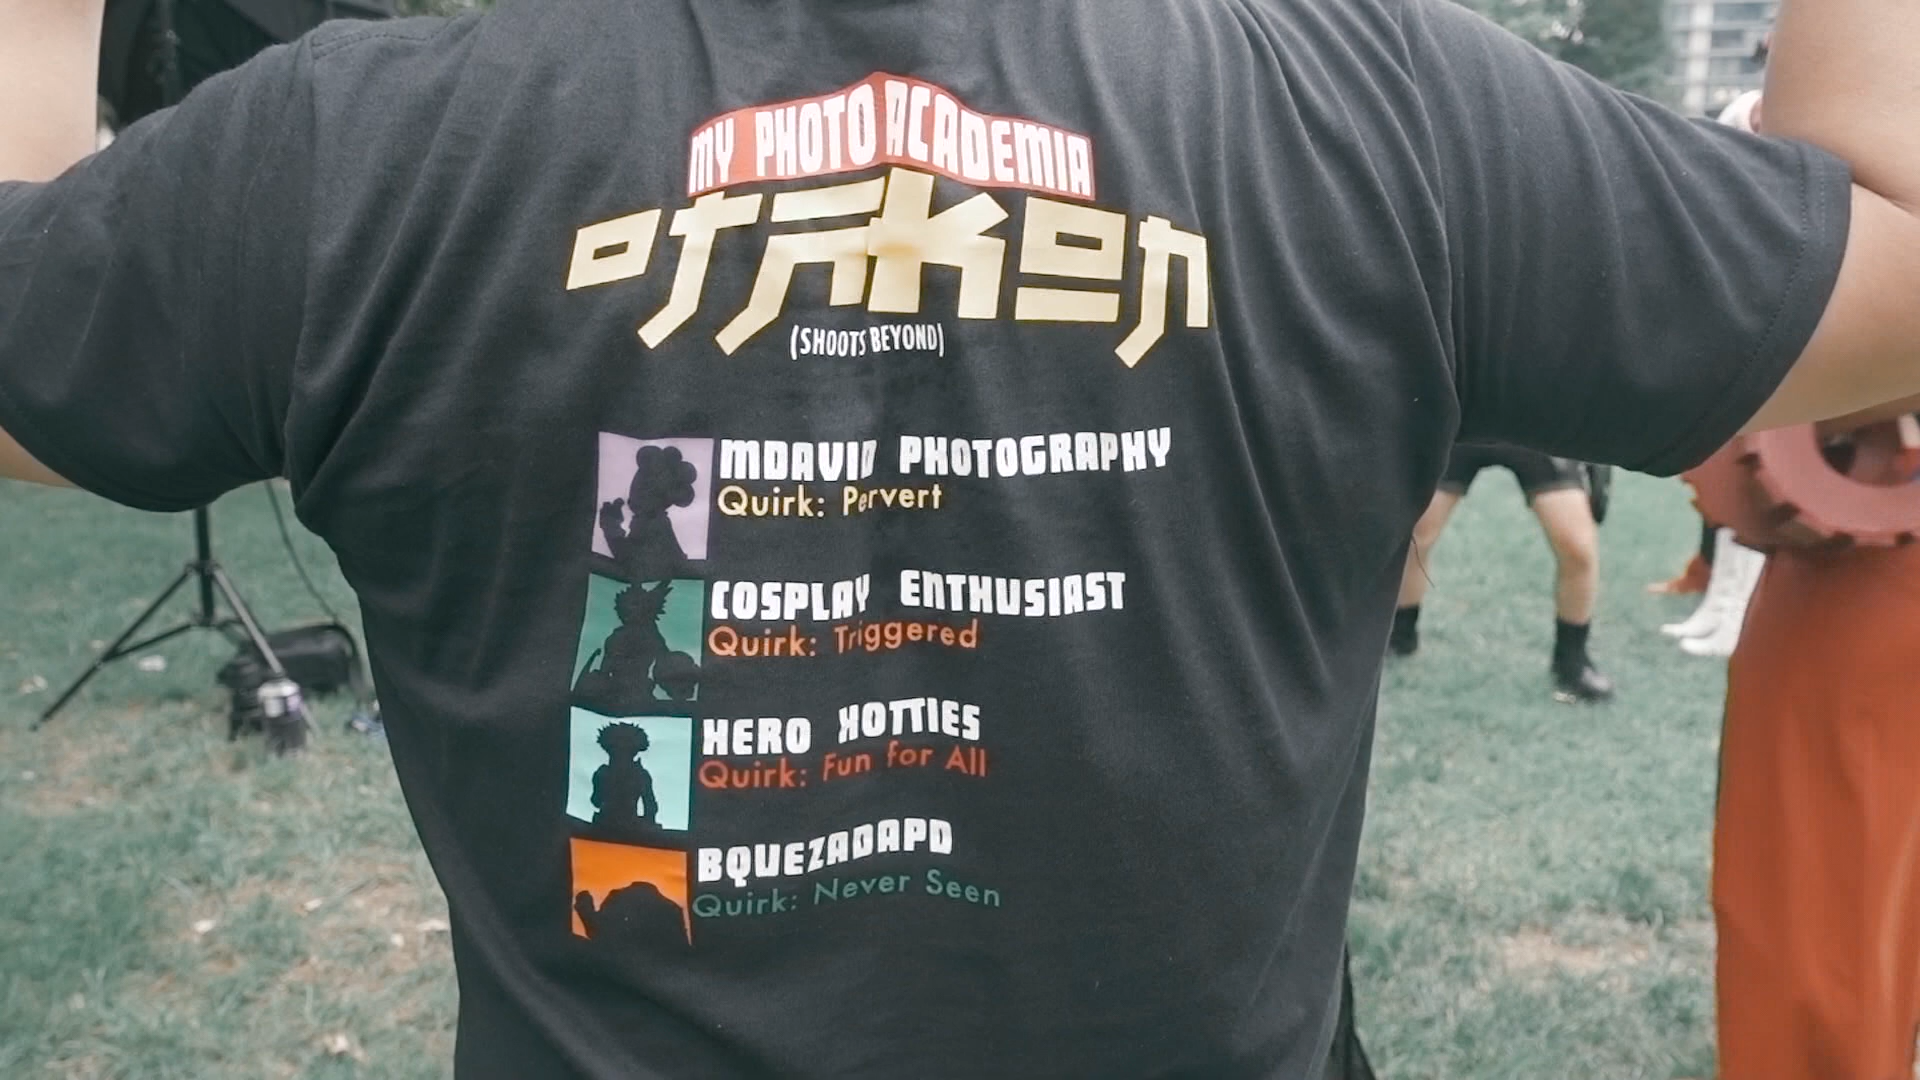 MY PHOTO ACADEMIA
OTAKON
(SHOOTS BEYOND)
MDAVID PHOTOGRAPHY
Quirk: Pervert
COSPLAY ENTHUSIAST
Quirk: Triggered
HERO HOTTIES
Quirk: Fun for All
BQUEZADAPD
Quirk: Never Seen